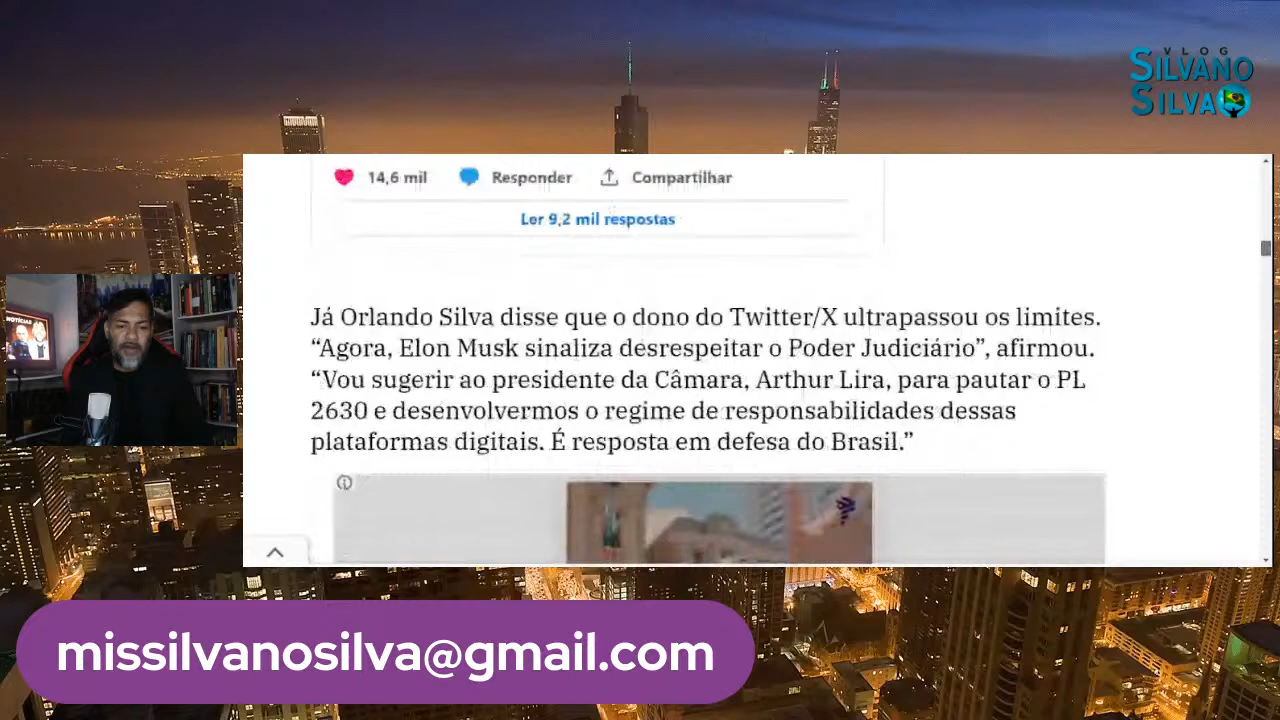 VLOG
SILVANO
SILVA
14,6 mil
Responder
Compartilhar
Ler 9,2 mil respostas
NOTÍCIAS
Já Orlando Silva disse que o dono do Twitter/X ultrapassou os limites.
“Agora, Elon Musk sinaliza desrespeitar o Poder Judiciário”, afirmou.
“Vou sugerir ao presidente da Câmara, Arthur Lira, para pautar o PL
2630 e desenvolvermos o regime de responsabilidades dessas
plataformas digitais. É resposta em defesa do Brasil.”
missilvanosilva@gmail.com